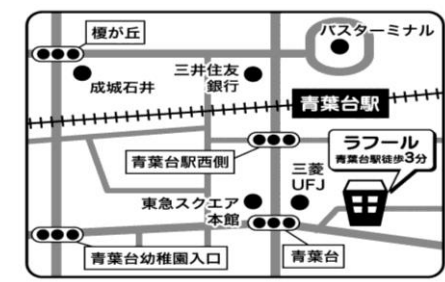 榎が丘
バスターミナル
成城石井
三井住友
銀行
青葉台駅
青葉台駅西側
ラフール
青葉台駅徒歩3分
三菱
UFJ
東急スクエア
本館
青葉台幼稚園入口
青葉台